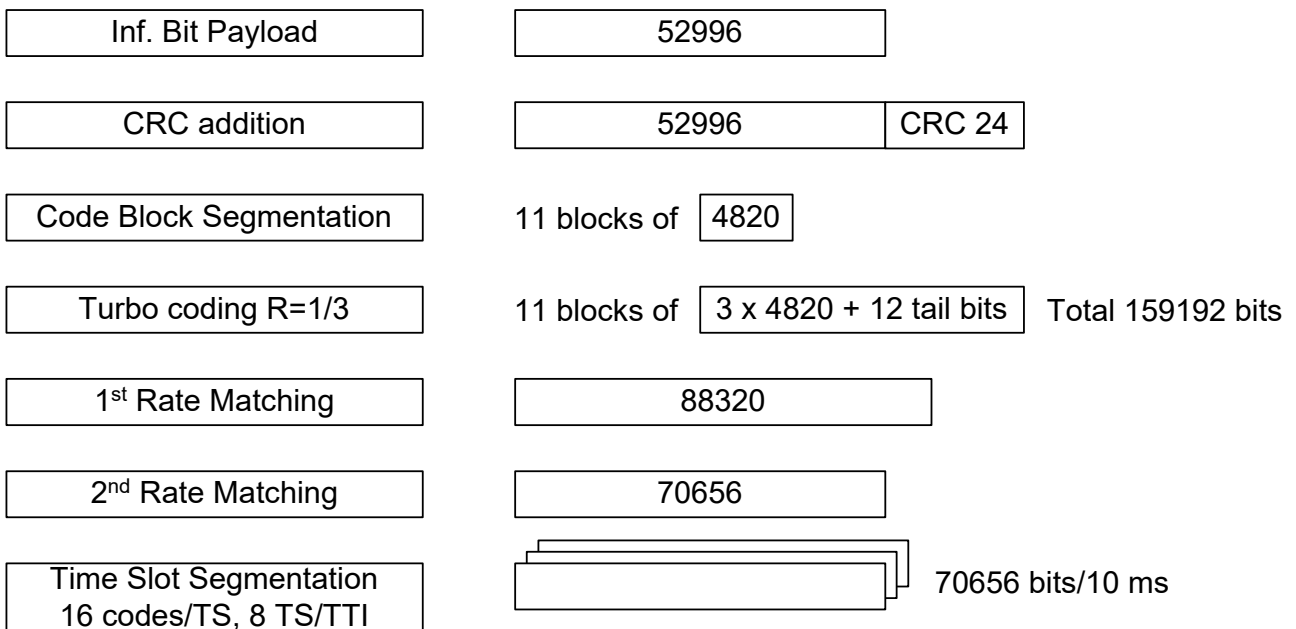 Inf. Bit Payload 52996
CRC addition 52996 CRC 24
Code Block Segmentation 11 blocks of 4820
Turbo coding R=1/3 11 blocks of 3 x 4820 + 12 tail bits Total 159192 bits
1st Rate Matching 88320
2nd Rate Matching 70656
Time Slot Segmentation
16 codes/TS, 8 TS/TTI
70656 bits/10 ms